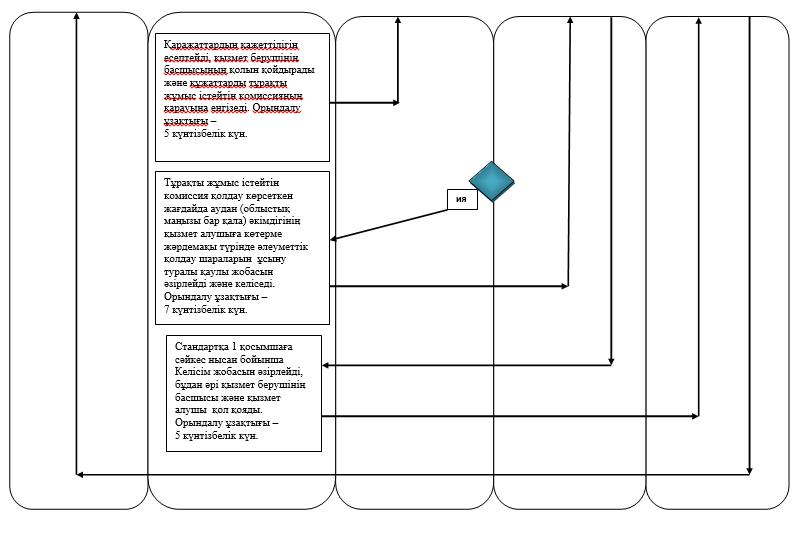 Қаражаттардың қажеттілігін
есептейді, қызмет берушінің
басшысының қолын қойдырады
және құжаттарды тұрақты
жұмыс істейтін комиссияның
қарауына енгізеді. Орындалу
ұзақтығы –
5 күнтізбелік күн.
Тұрақты жұмыс істейтін
комиссия қолдау көрсеткен
жағдайда аудан (облыстық
маңызы бар қала) әкімдігінің
қызмет алушыға көтерме
жәрдемақы түрінде әлеуметтік
қолдау шараларын ұсыну
туралы қаулы жобасын
әзірлейді және келіседі.
Орындалу ұзақтығы –
7 күнтізбелік күн.
ия
Стандартқа 1 қосымшаға
сәйкес нысан бойынша
Келісім жобасын әзірлейді,
бұдан әрі қызмет берушінің
басшысы және қызмет
алушы қол қояды.
Орындалу ұзақтығы –
5 күнтізбелік күн.